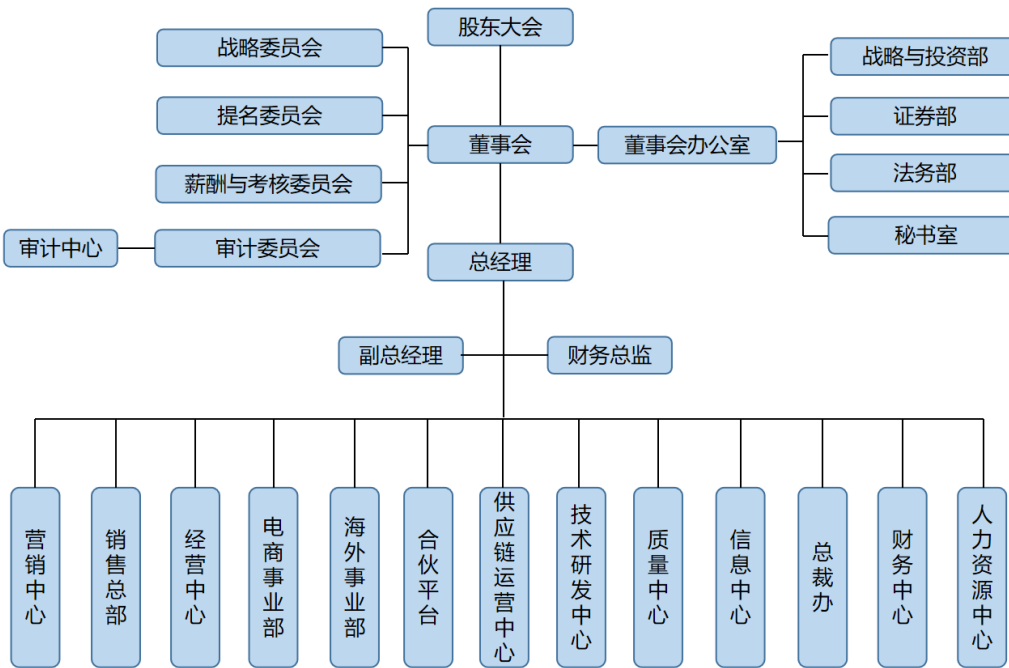 股东大会
战略委员会
提名委员会
薪酬与考核委员会
审计委员会
审计中心
董事会
董事会办公室
战略与投资部
证券部
法务部
秘书室
总经理
副总经理
财务总监
营销中心
销售总部
经营中心
电商事业部
海外事业部
合伙平台
供应链运营中心
技术研发中心
质量中心
信息中心
总裁办
财务中心
人力资源中心